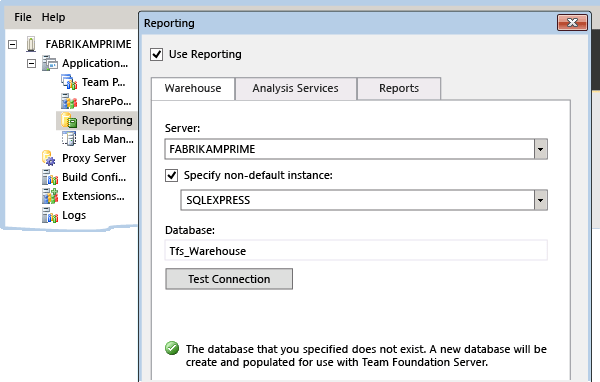 File Help
FABRIKAMPRIME
Application...
Team P...
SharePo...
Reporting
Lab Man...
Proxy Server
Build Confi...
Extensions...
Logs
Reporting
Use Reporting
Warehouse Analysis Services Reports
Server:
FABRIKAMPRIME
Specify non-default instance:
SQLEXPRESS
Database:
Tfs_Warehouse
Test Connection
The database that you specified does not exist. A new database will be
create and populated for use with Team Foundation Server.